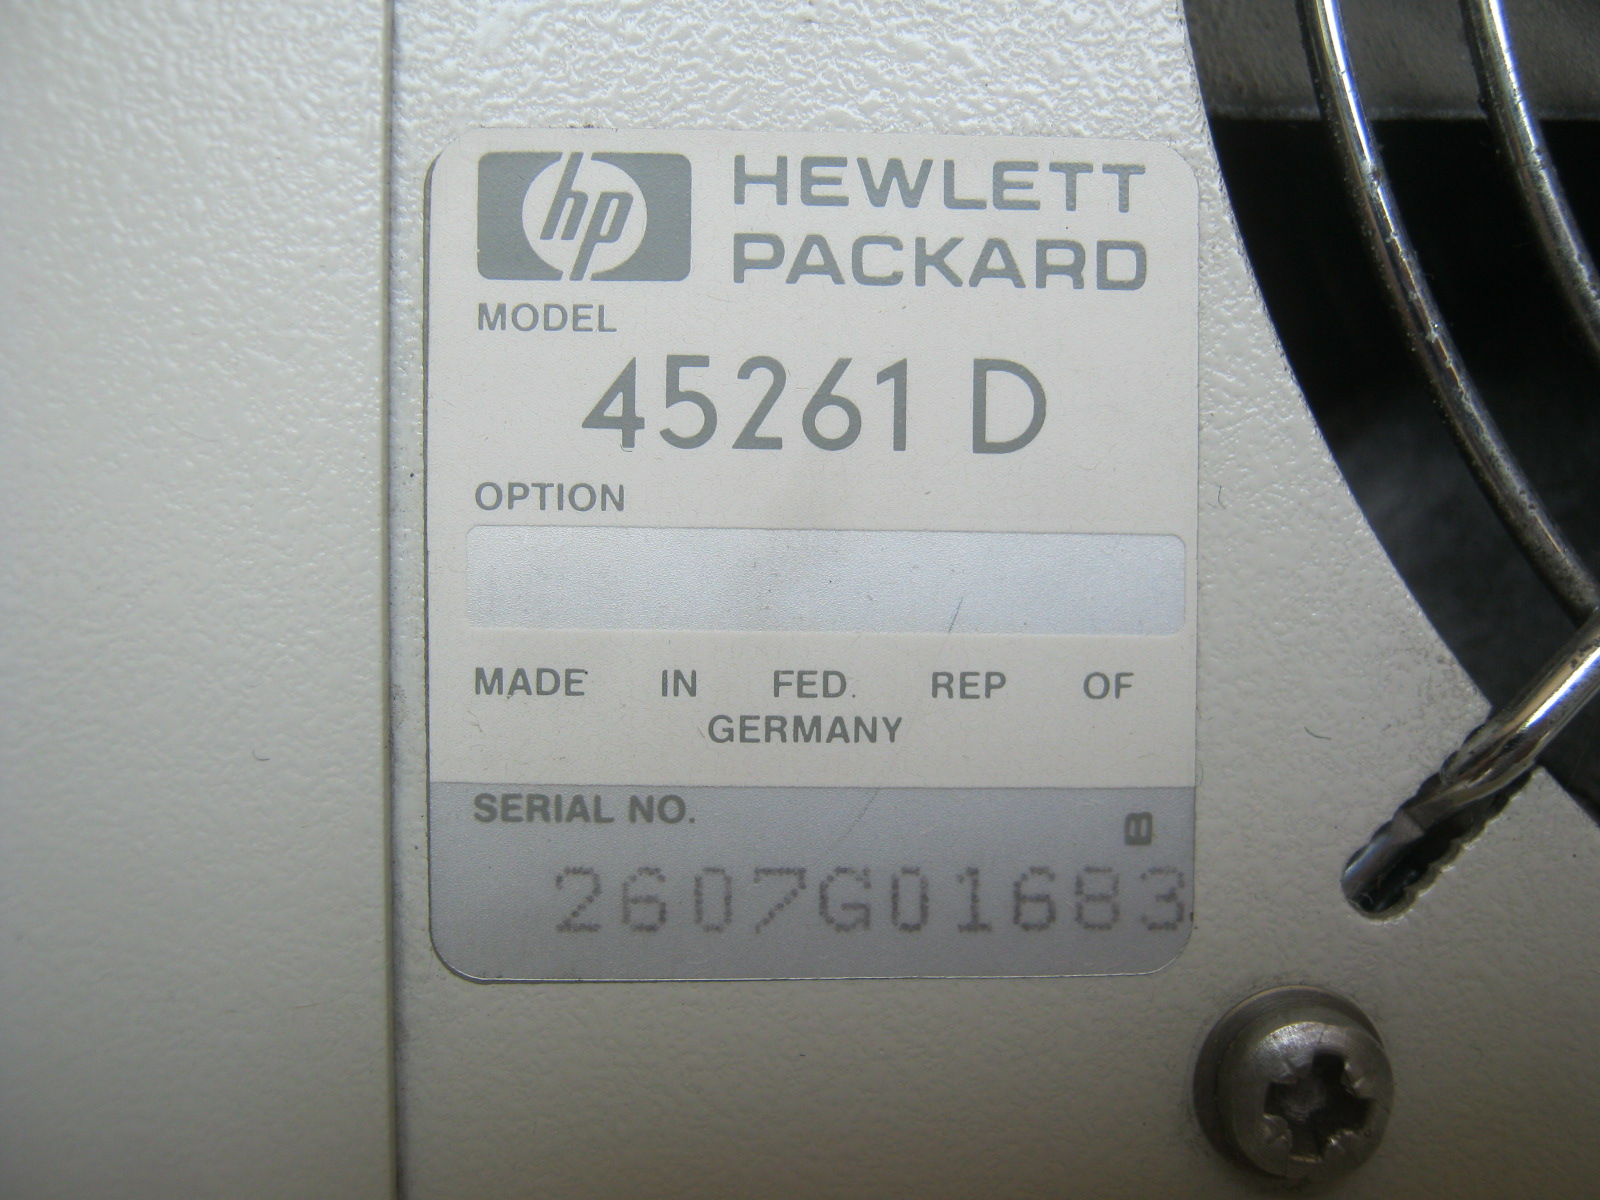 hp HEWLETT
PACKARD
MODEL
45261 D
OPTION
MADE IN FED. REP OF
GERMANY
SERIAL NO.
B
2607G01683